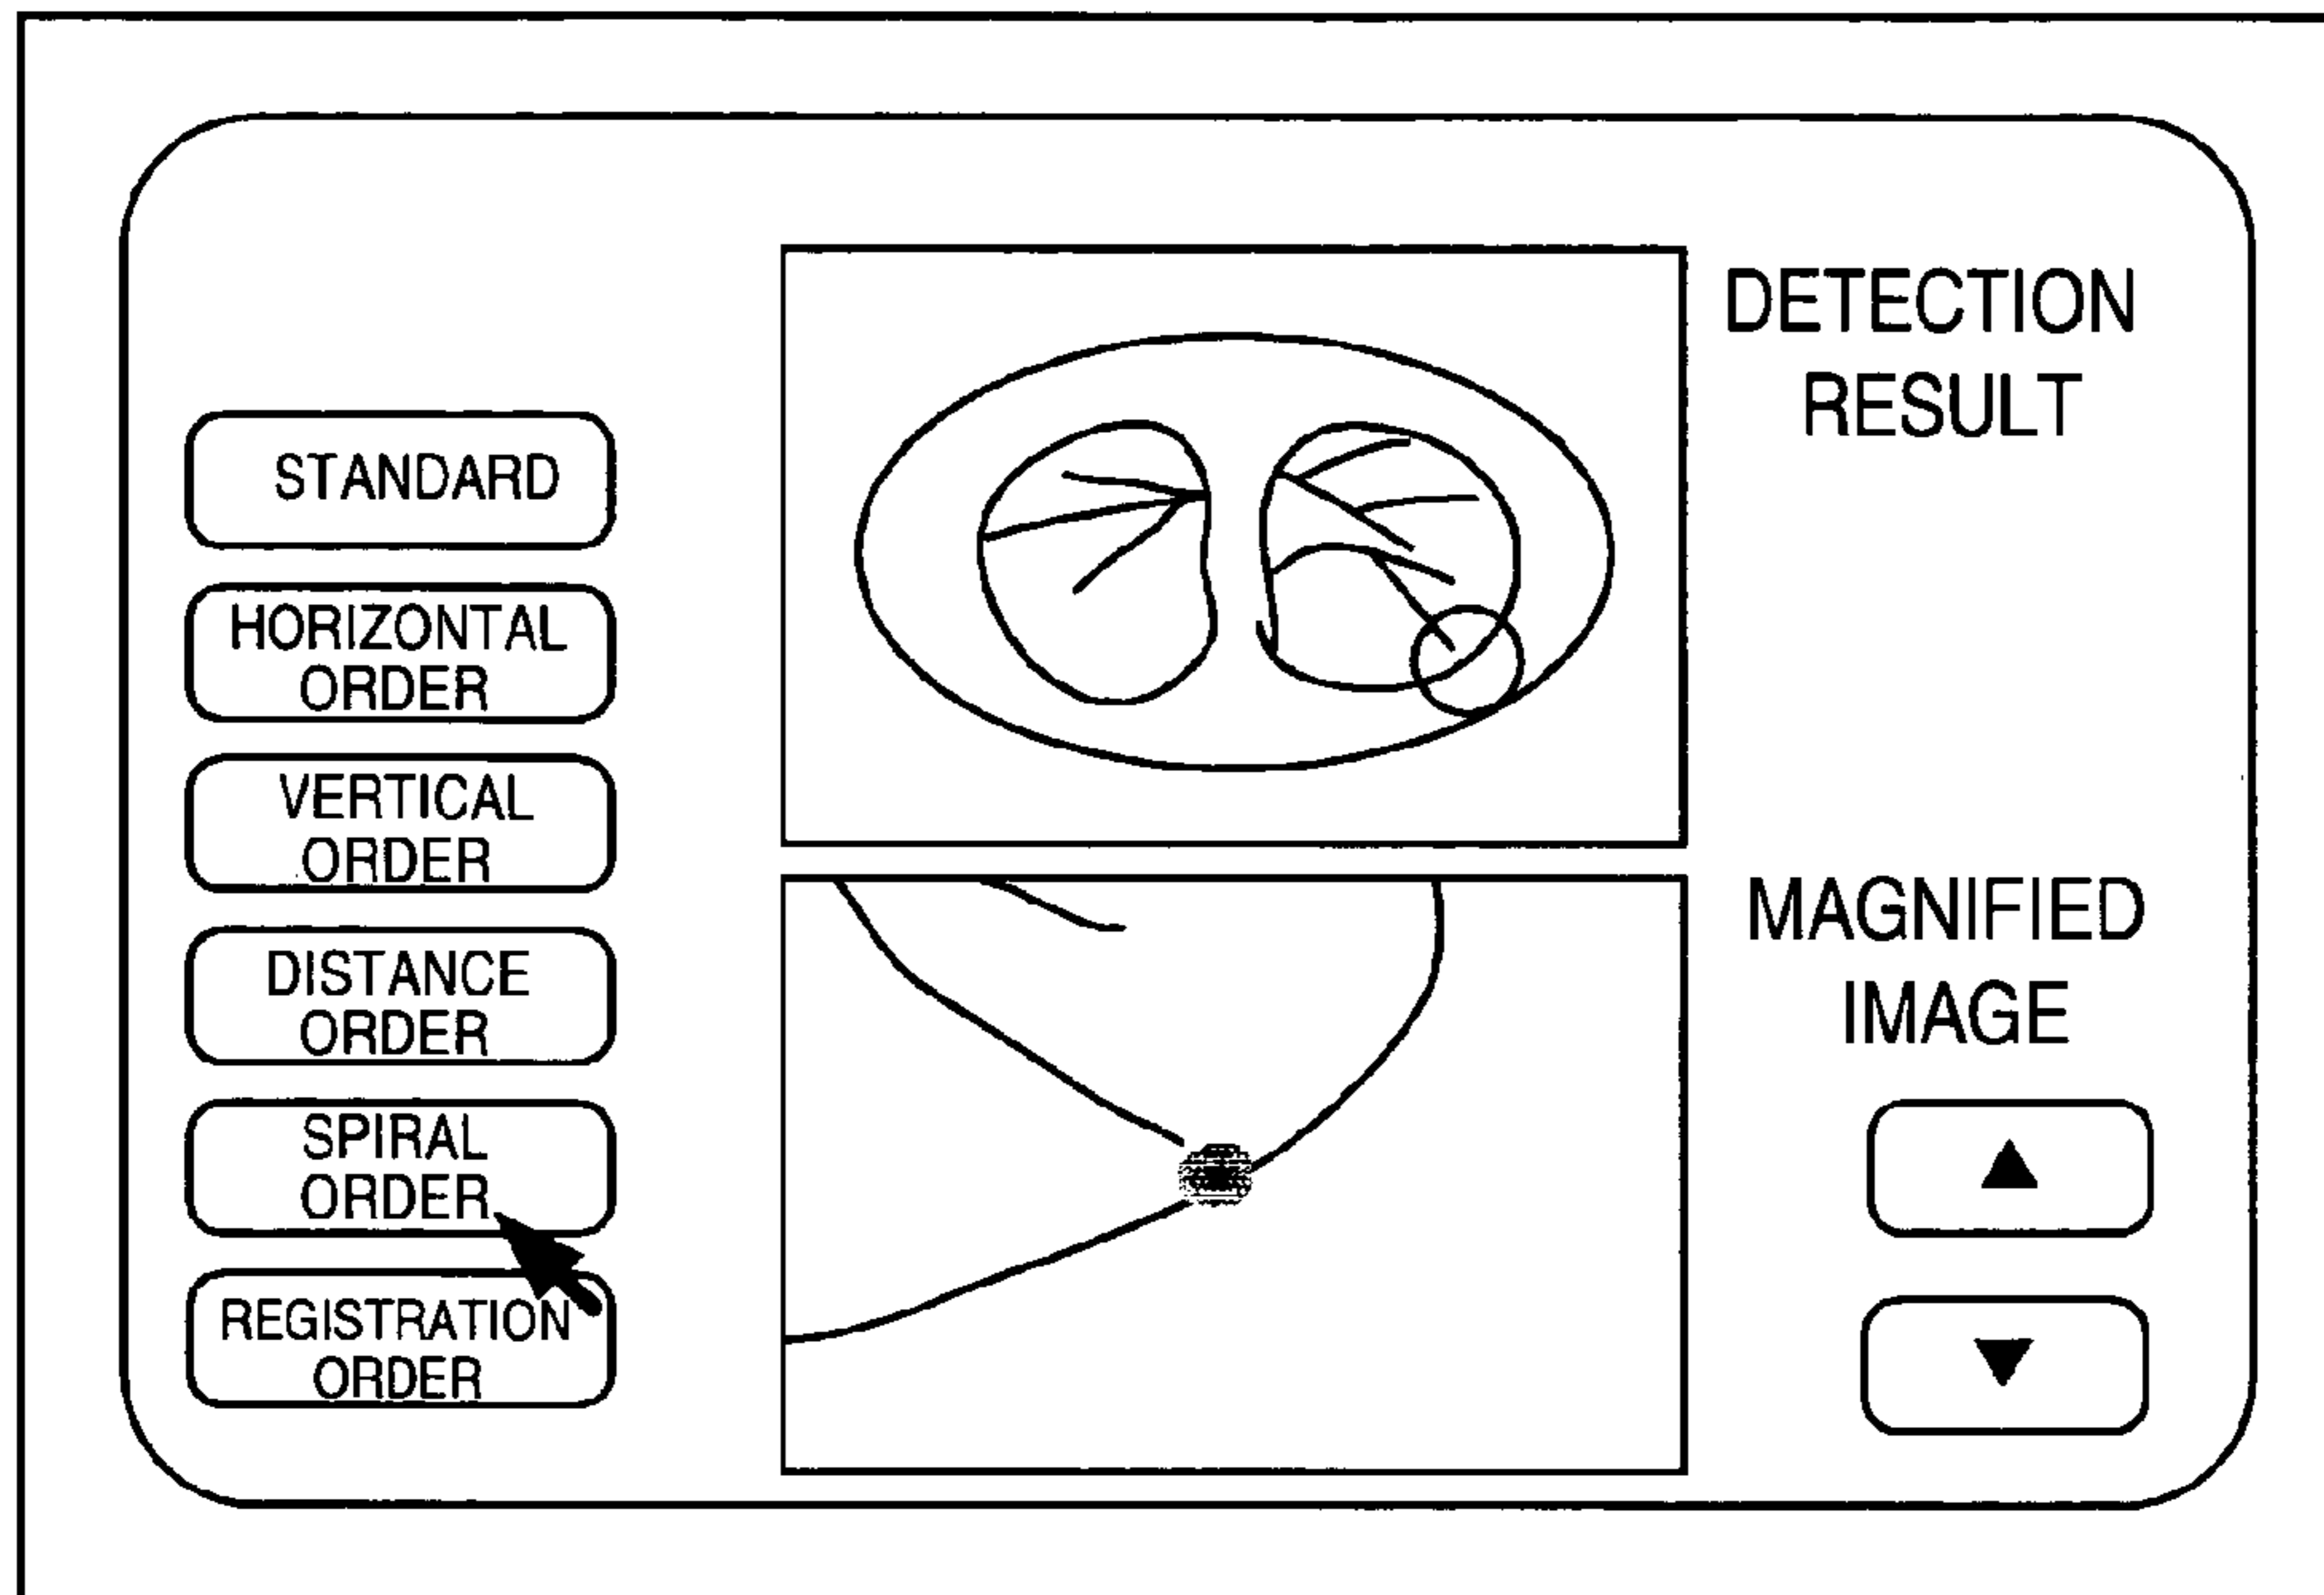 STANDARD
HORIZONTAL
ORDER
VERTICAL
ORDER
DISTANCE
ORDER
SPIRAL
ORDER
REGISTRATION
ORDER
DETECTION
RESULT
MAGNIFIED
IMAGE
▲
▼